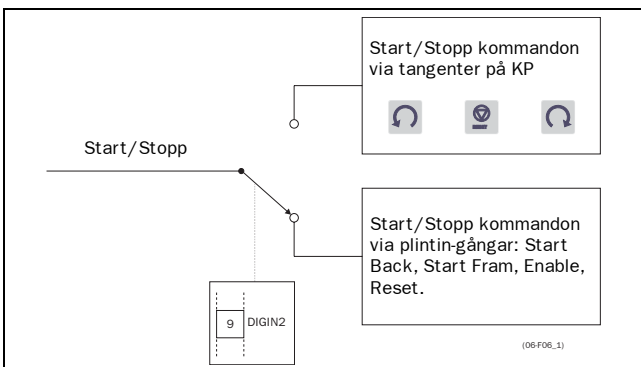 Start/Stopp kommandon
via tangenter på KP
Start/Stopp
Start/Stopp kommandon
via plintin-gångar: Start
Back, Start Fram, Enable,
Reset.
9 DIGIN2
(06-F06_1)